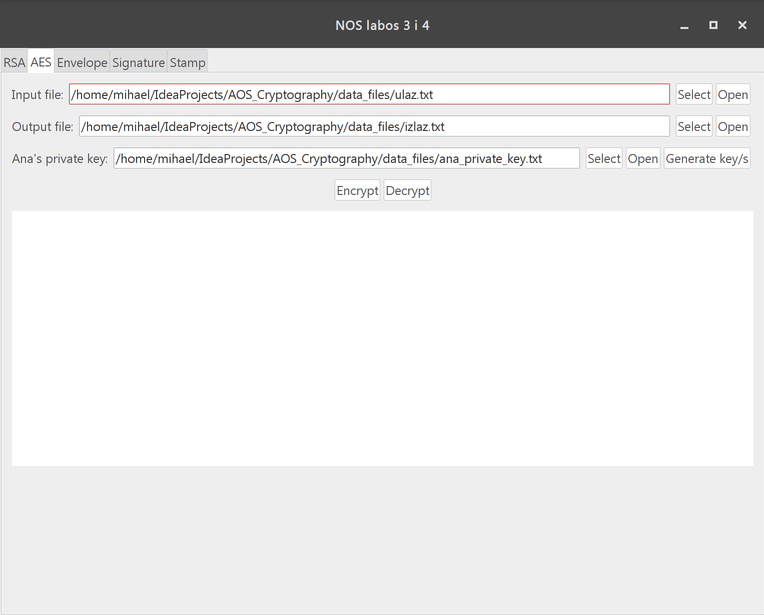 NOS labos 3 i 4
RSA AES Envelope Signature Stamp
Input file: /home/mihael/IdeaProjects/AOS_Cryptography/data_files/ulaz.txt Select Open
Output file: /home/mihael/IdeaProjects/AOS_Cryptography/data_files/izlaz.txt Select Open
Ana's private key: /home/mihael/IdeaProjects/AOS_Cryptography/data_files/ana_private_key.txt Select Open Generate key/s
Encrypt Decrypt